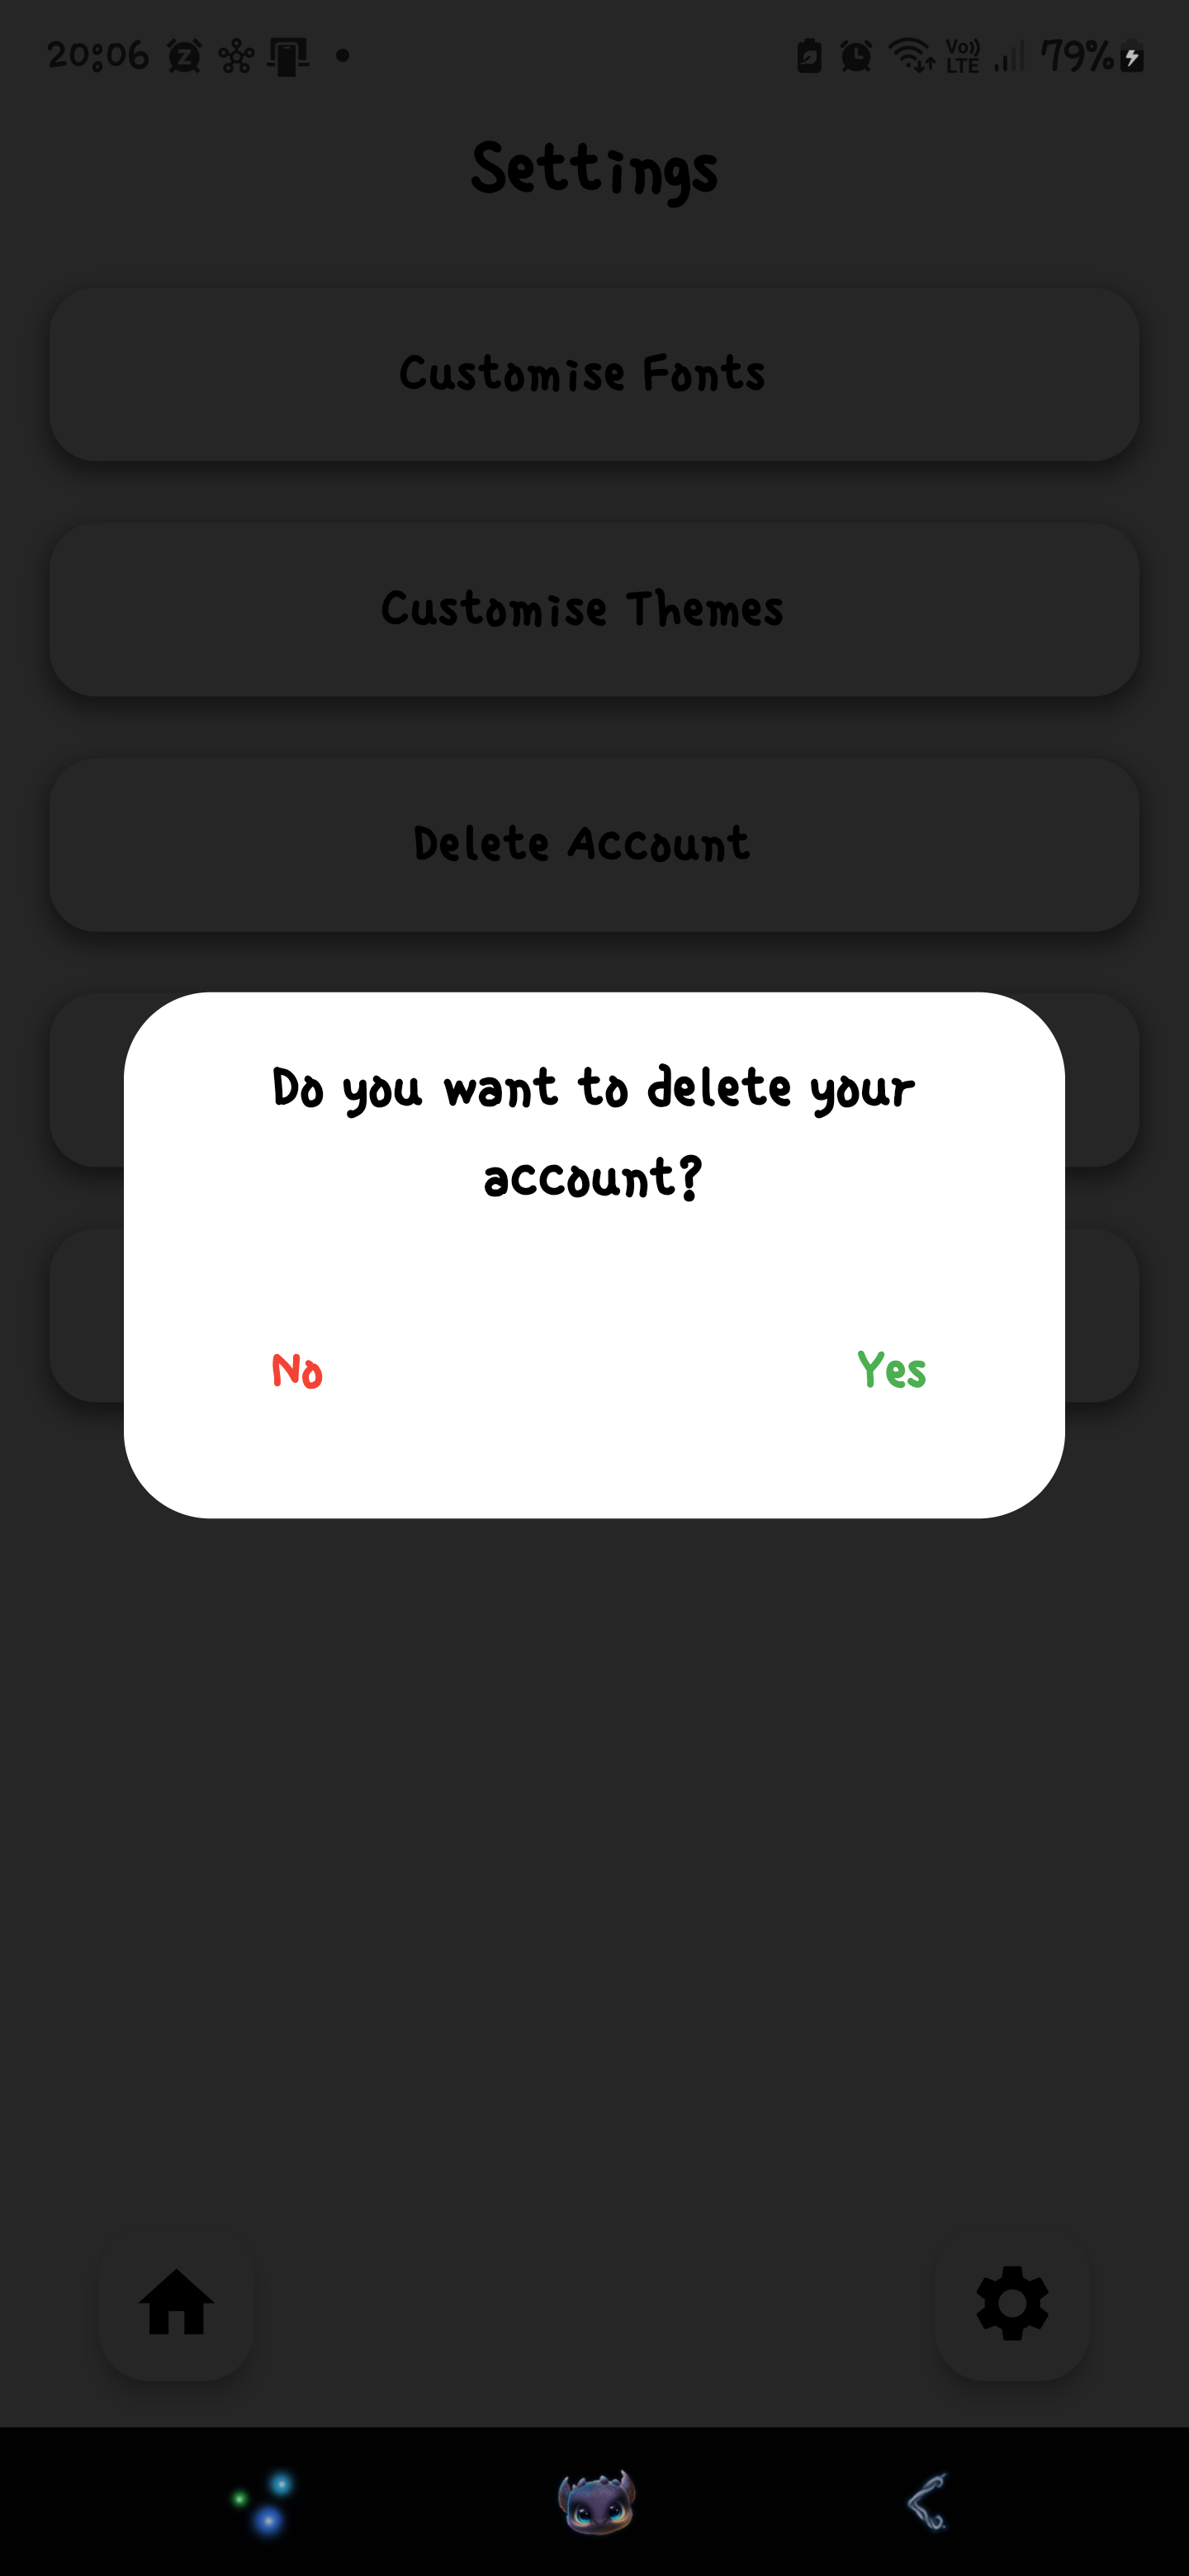 20:06
Vo)) LTE 79%
Settings
Customise Fonts
Customise Themes
Delete Account
Do you want to delete your
account?
No
Yes